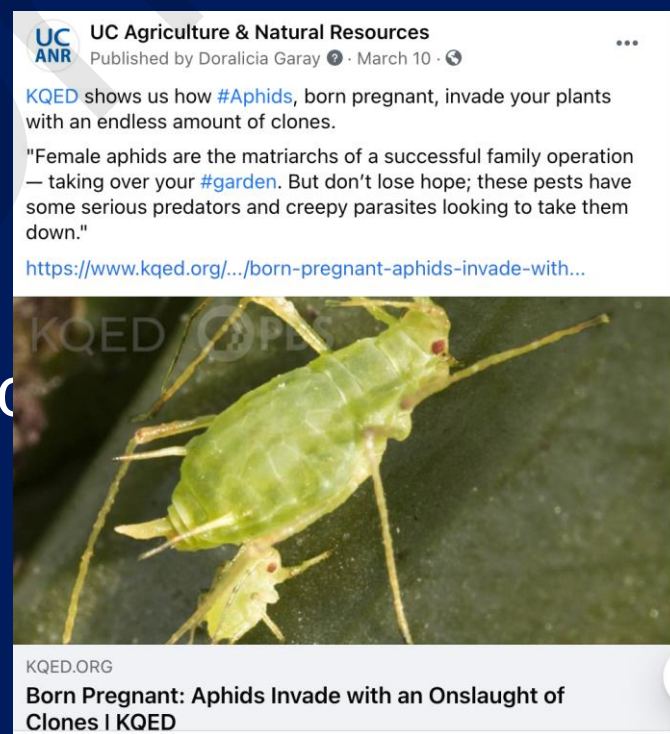 UC
ANR
UC Agriculture & Natural Resources
Published by Doralicia Garay · March 10 ·
KQED shows us how #Aphids, born pregnant, invade your plants
with an endless amount of clones.
"Female aphids are the matriarchs of a successful family operation
— taking over your #garden. But don't lose hope; these pests have
some serious predators and creepy parasites looking to take them
down."
https://www.kqed.org/.../born-pregnant-aphids-invade-with...
KQED PBS
KQED.ORG
Born Pregnant: Aphids Invade with an Onslaught of
Clones | KQED